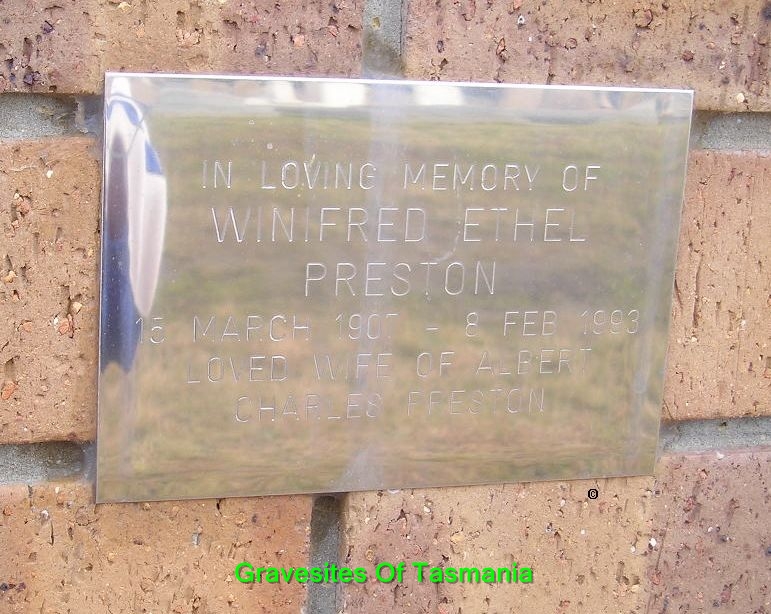 IN LOVING MEMORY OF
WINIFRED ETHEL
PRESTON
15 MARCH 1907 - 8 FEB 1993
LOVED WIFE OF ALBERT
CHARLES PRESTON
©
Gravesites Of Tasmania